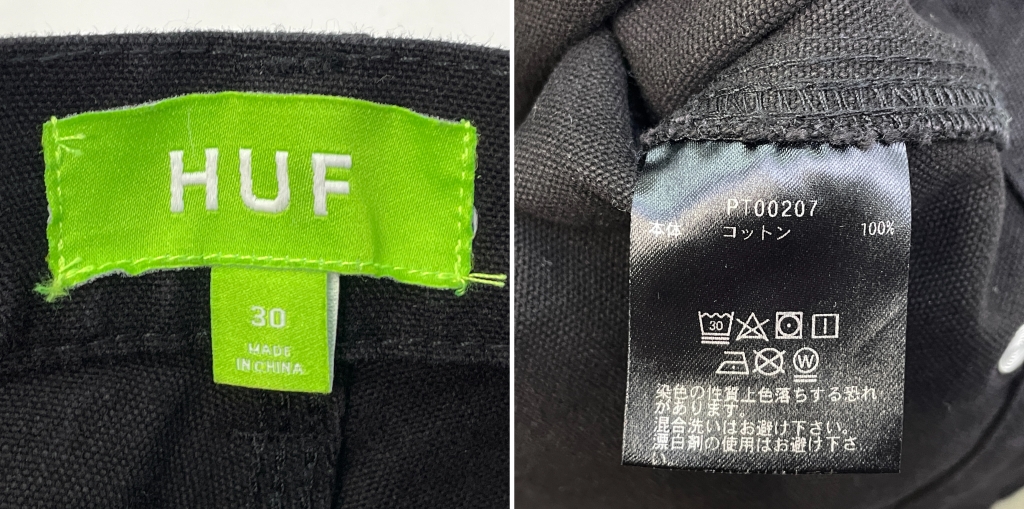 HUF
30
MADE
IN CHINA
PT00207
本体 コットン 100%
30
W
染色の性質上色落ちする恐れ
があります。
混合洗いはお避け下さい。
漂白剤の使用はお避け下さ
い。